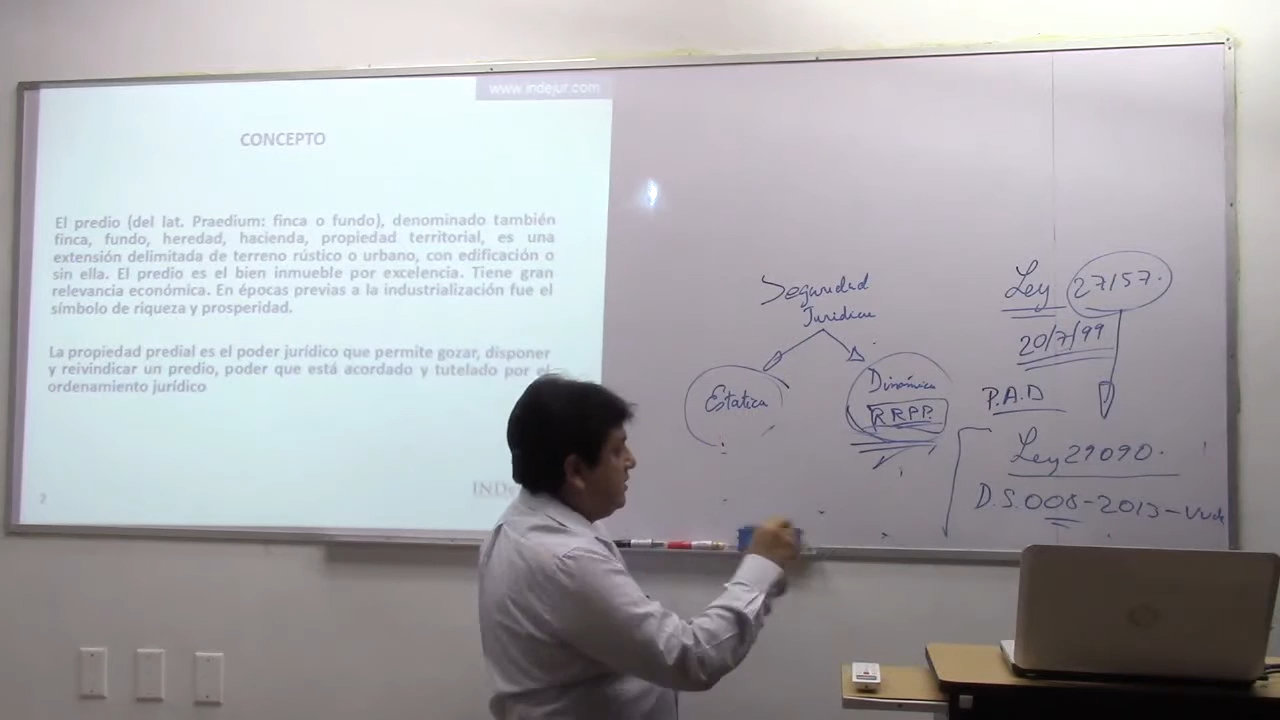 www.indejur.com
CONCEPTO
El predio (del lat. Praedium: finca o fundo), denominado también
finca, fundo, heredad, hacienda, propiedad territorial, es una
extensión delimitada de terreno rústico o urbano, con edificación o
sin ella. El predio es el bien inmueble por excelencia. Tiene gran
relevancia económica. En épocas previas a la industrialización fue el
símbolo de riqueza y prosperidad.
La propiedad predial es el poder jurídico que permite gozar, disponer
y reivindicar un predio, poder que está acordado y tutelado por el
ordenamiento jurídico
2
Seguridad
Juridica
Estatica
Dinámica
RRPP.
Ley 27157.
20/7/99
P.A.D
Ley 29090.
D.S. 008-2013-